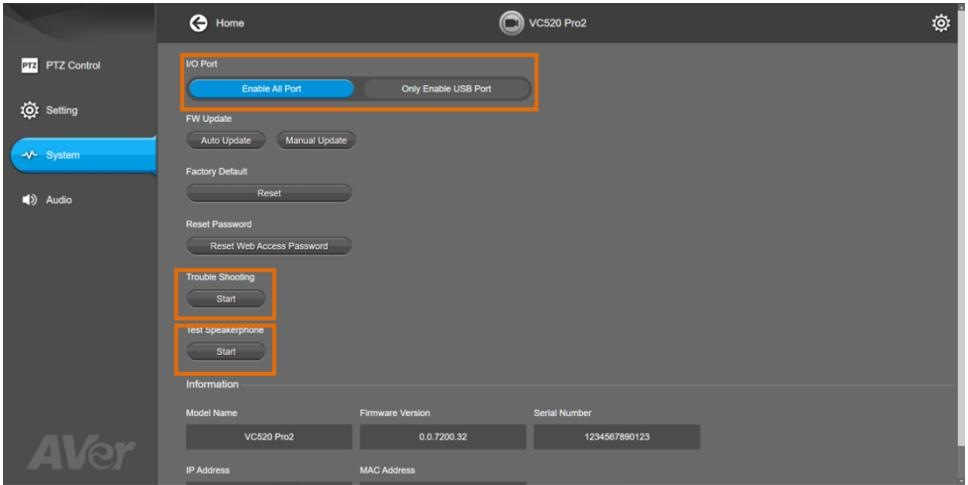 Home
VC520 Pro2
PTZ PTZ Control
Setting
System
Audio
I/O Port
Enable All Port Only Enable USB Port
FW Update
Auto Update Manual Update
Factory Default
Reset
Reset Password
Reset Web Access Password
Trouble Shooting
Start
Test Speakerphone
Start
Information
Model Name Firmware Version Serial Number
VC520 Pro2 0.0.7200.32 1234567890123
IP Address MAC Address
AVer